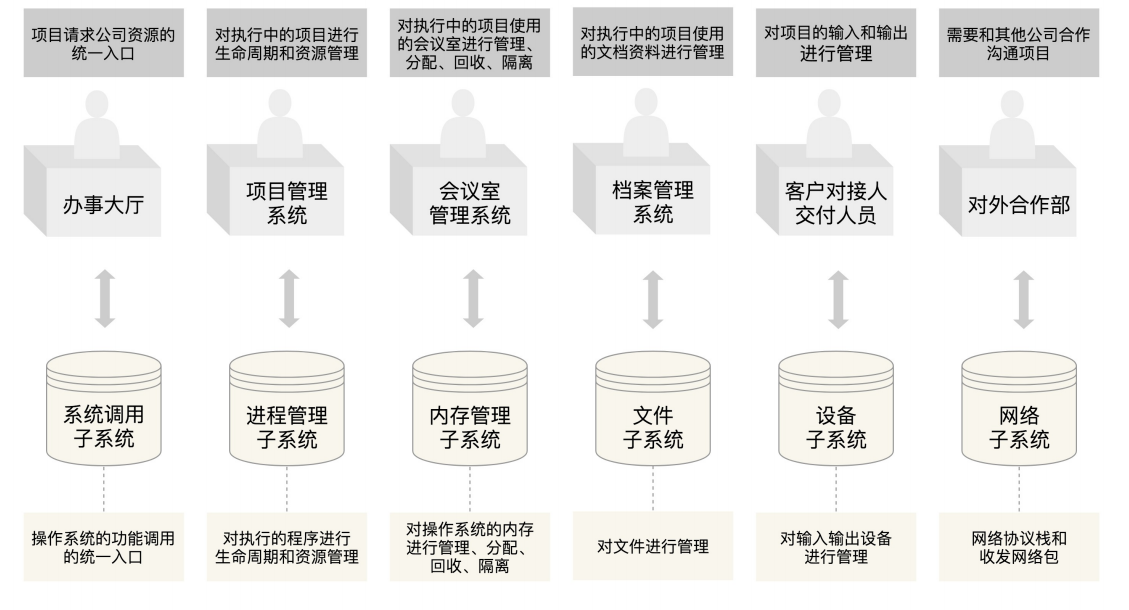 项目请求公司资源的
统一入口
对执行中的项目进行
生命周期和资源管理
对执行中的项目使用
的会议室进行管理、
分配、回收、隔离
对执行中的项目使用
的文档资料进行管理
对项目的输入和输出
进行管理
需要和其他公司合作
沟通项目
办事大厅
项目管理
系统
会议室
管理系统
档案管理
系统
客户对接人
交付人员
对外合作部
系统调用
子系统
进程管理
子系统
内存管理
子系统
文件
子系统
设备
子系统
网络
子系统
操作系统的功能调用
的统一入口
对执行的程序进行
生命周期和资源管理
对操作系统的内存
进行管理、分配、
回收、隔离
对文件进行管理
对输入输出设备
进行管理
网络协议栈和
收发网络包